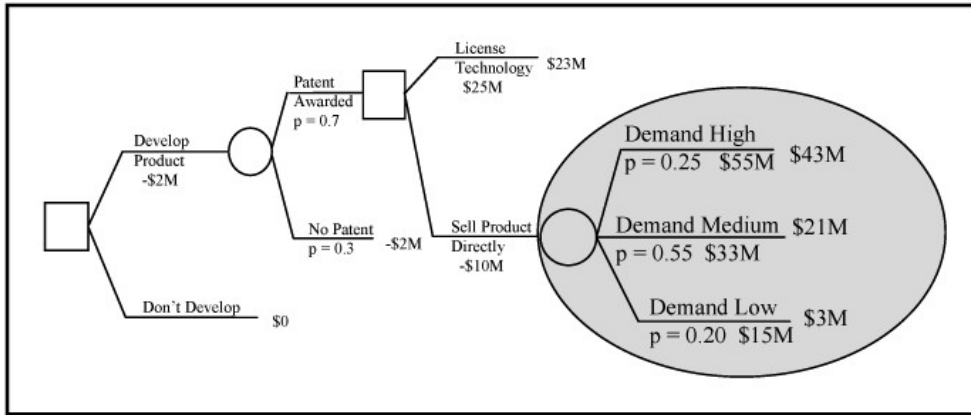 License
Technology
$25M
$23M
Patent
Awarded
p = 0.7
Develop
Product
-$2M
No Patent
p = 0.3
-$2M
Sell Product
Directly
-$10M
Demand High
p = 0.25 $55M
$43M
Demand Medium
p = 0.55 $33M
$21M
Demand Low
p = 0.20 $15M
$3M
Don`t Develop
$0